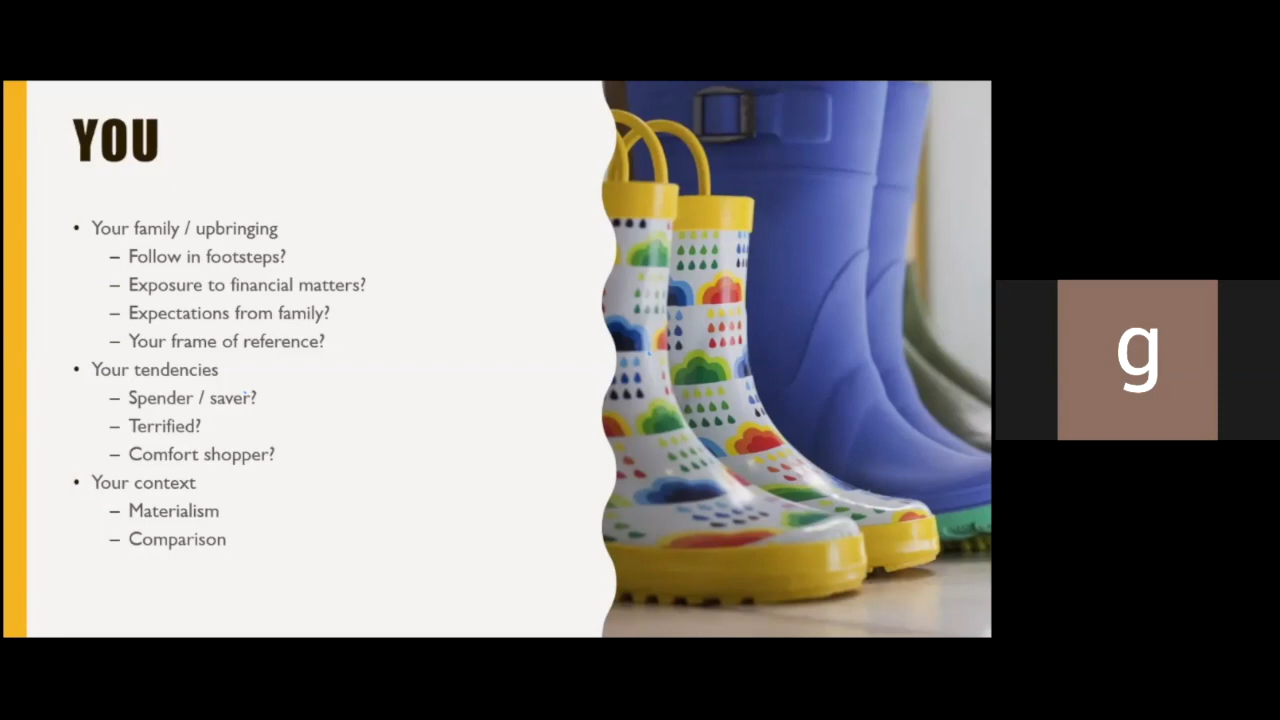 YOU
• Your family / upbringing
– Follow in footsteps?
– Exposure to financial matters?
– Expectations from family?
– Your frame of reference?
• Your tendencies
– Spender / saver?
– Terrified?
– Comfort shopper?
• Your context
– Materialism
– Comparison
g